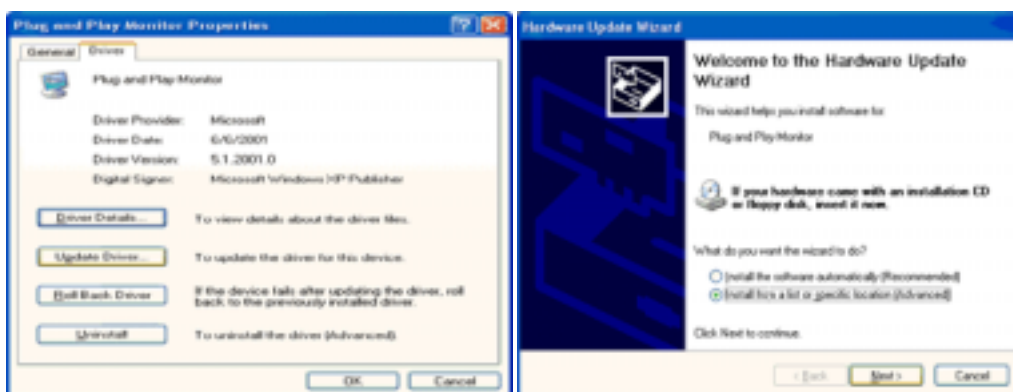 Plug and Play Monitor Properties
General
Driver
Plug and Play Monitor
Driver Provider: Microsoft
Driver Date: 6/6/2001
Driver Version: 5.1.2001.0
Digital Signer: Microsoft Windows XP Publisher
Driver Details...
To view details about the driver files.
Update Driver...
To update the driver for this device.
Roll Back Driver
If the device fails after updating the driver, roll
back to the previously installed driver.
Uninstall
To uninstall the driver (Advanced).
OK
Cancel
Hardware Update Wizard
Welcome to the Hardware Update
Wizard
This wizard helps you install software for:
Plug and Play Monitor
If your hardware came with an installation CD
or floppy disk, insert it now.
What do you want the wizard to do?
Install the software automatically (Recommended)
Install from a list or specific location (Advanced)
Click Next to continue.
< Back
Next >
Cancel